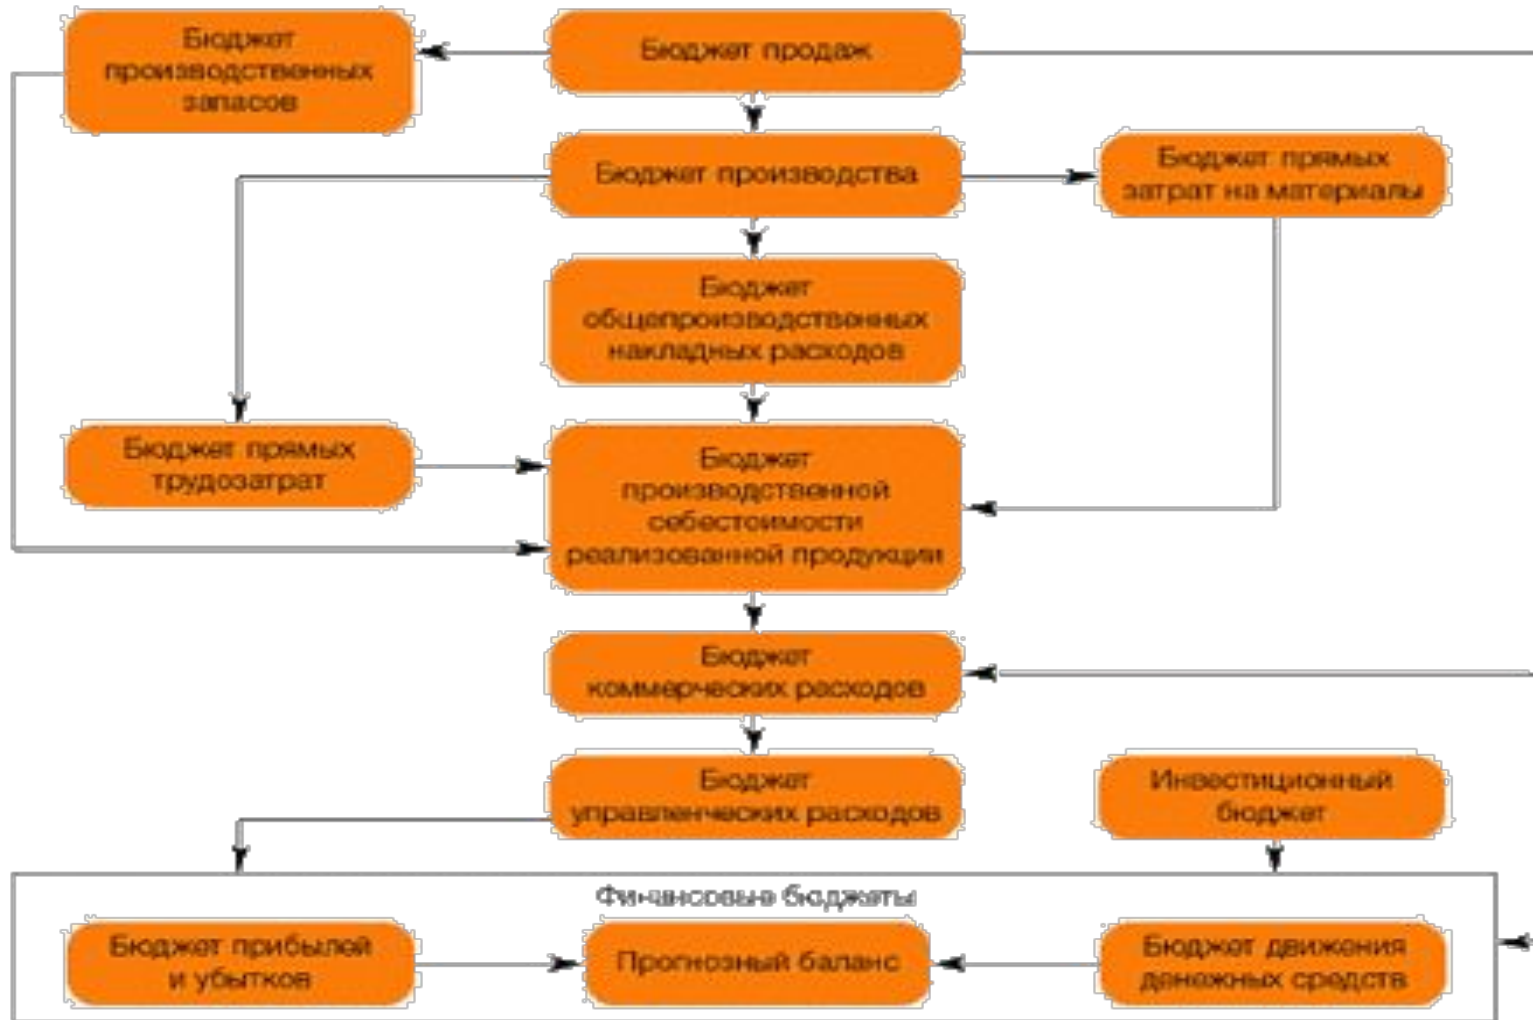 Бюджет
производственных
запасов
Бюджет продаж
Бюджет производства
Бюджет прямых
затрат на материалы
Бюджет
общепроизводственных
накладных расходов
Бюджет прямых
трудозатрат
Бюджет
производственной
себестоимости
реализованной продукции
Бюджет
коммерческих расходов
Бюджет
управленческих расходов
Инвестиционный
бюджет
Финансовые бюджеты
Бюджет прибылей
и убытков
Прогнозный баланс
Бюджет движения
денежных средств